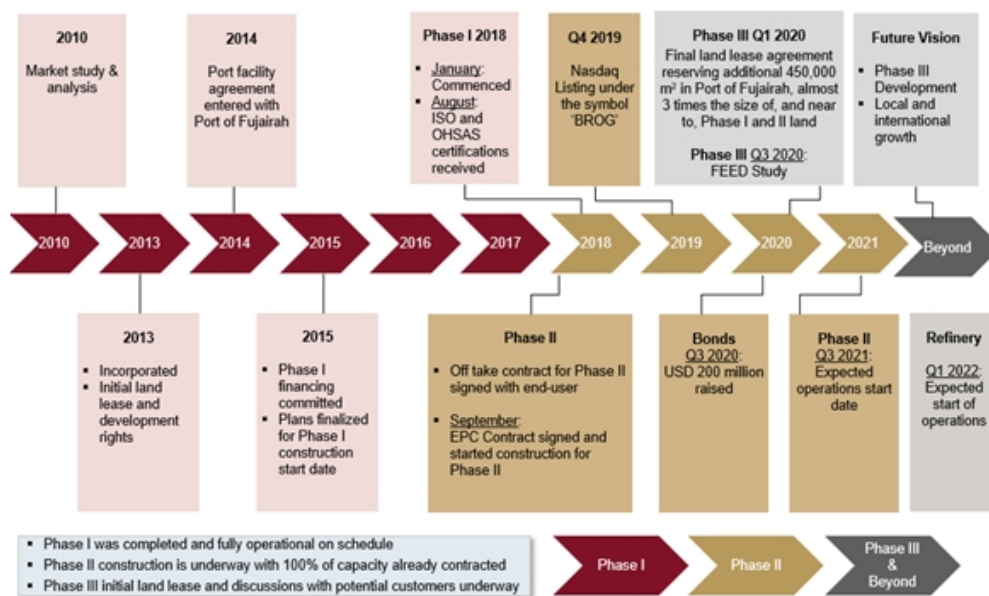 2010
Market study &
analysis
2014
Port facility
agreement
entered with
Port of Fujairah
Phase I 2018
▪ January:
Commenced
▪ August:
ISO and
OHSAS
certifications
received
Q4 2019
Nasdaq
Listing under
the symbol
'BROG'
Phase III Q1 2020
Final land lease agreement
reserving additional 450,000
m² in Port of Fujairah, almost
3 times the size of, and near
to, Phase I and II land
Phase III Q3 2020:
FEED Study
Future Vision
▪ Phase III
Development
▪ Local and
international
growth
2010
2013
2014
2015
2016
2017
2018
2019
2020
2021
Beyond
2013
▪ Incorporated
▪ Initial land
lease and
development
rights
2015
▪ Phase I
financing
committed
▪ Plans finalized
for Phase I
construction
start date
Phase II
▪ Off take contract for Phase II
signed with end-user
▪ September:
EPC Contract signed and
started construction for
Phase II
Bonds
Q3 2020:
USD 200 million
raised
Phase II
Q3 2021:
Expected
operations start
date
Refinery
Q1 2022:
Expected
start of
operations
▪ Phase I was completed and fully operational on schedule
▪ Phase II construction is underway with 100% of capacity already contracted
▪ Phase III initial land lease and discussions with potential customers underway
Phase I
Phase II
Phase III
&
Beyond